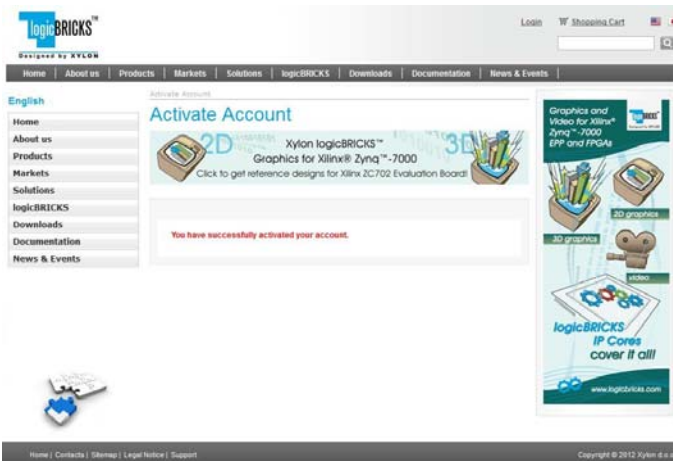 logicBRICKS™
Designed by XYLON
Login Shopping Cart
Home | About us | Products | Markets | Solutions | logicBRICKS | Downloads | Documentation | News & Events |
English
Home
About us
Products
Markets
Solutions
logicBRICKS
Downloads
Documentation
News & Events
Activate Account
Activate Account
2D Xylon logicBRICKS™ 3D
Graphics for Xilinx® Zynq™-7000
Click to get reference designs for Xilinx ZC702 Evaluation Board!
You have successfully activated your account.
Graphics and
Video for Xilinx®
Zynq™-7000
EPP and FPGAs
logicBRICKS
2D graphics
3D graphics
video
logicBRICKS
IP Cores
cover it all!
www.logicbricks.com
Home | Contacts | Sitemap | Legal Notice | Support
Copyright © 2012 Xylon d.o.